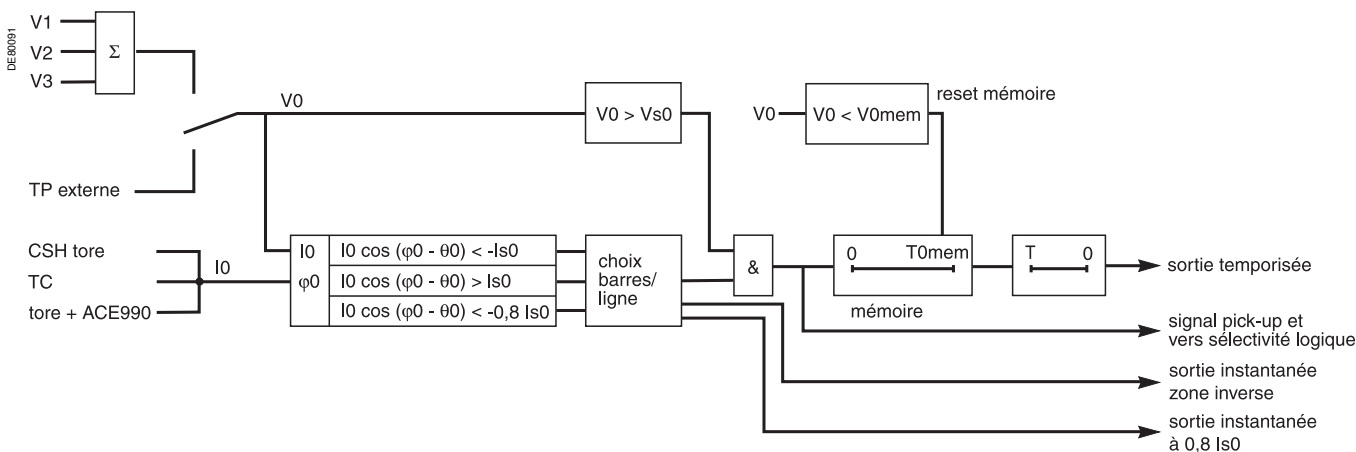 DE80091
V1
V2
V3
Σ
V0
V0 > Vs0
V0
V0 < V0mem
reset mémoire
TP externe
CSH tore
TC
tore + ACE990
I0
I0
φ0
I0 cos (φ0 - θ0) < -Is0
I0 cos (φ0 - θ0) > Is0
I0 cos (φ0 - θ0) < -0,8 Is0
choix
barres/
ligne
&
0
T0mem
mémoire
T
0
sortie temporisée
signal pick-up et
vers sélectivité logique
sortie instantanée
zone inverse
sortie instantanée
à 0,8 Is0